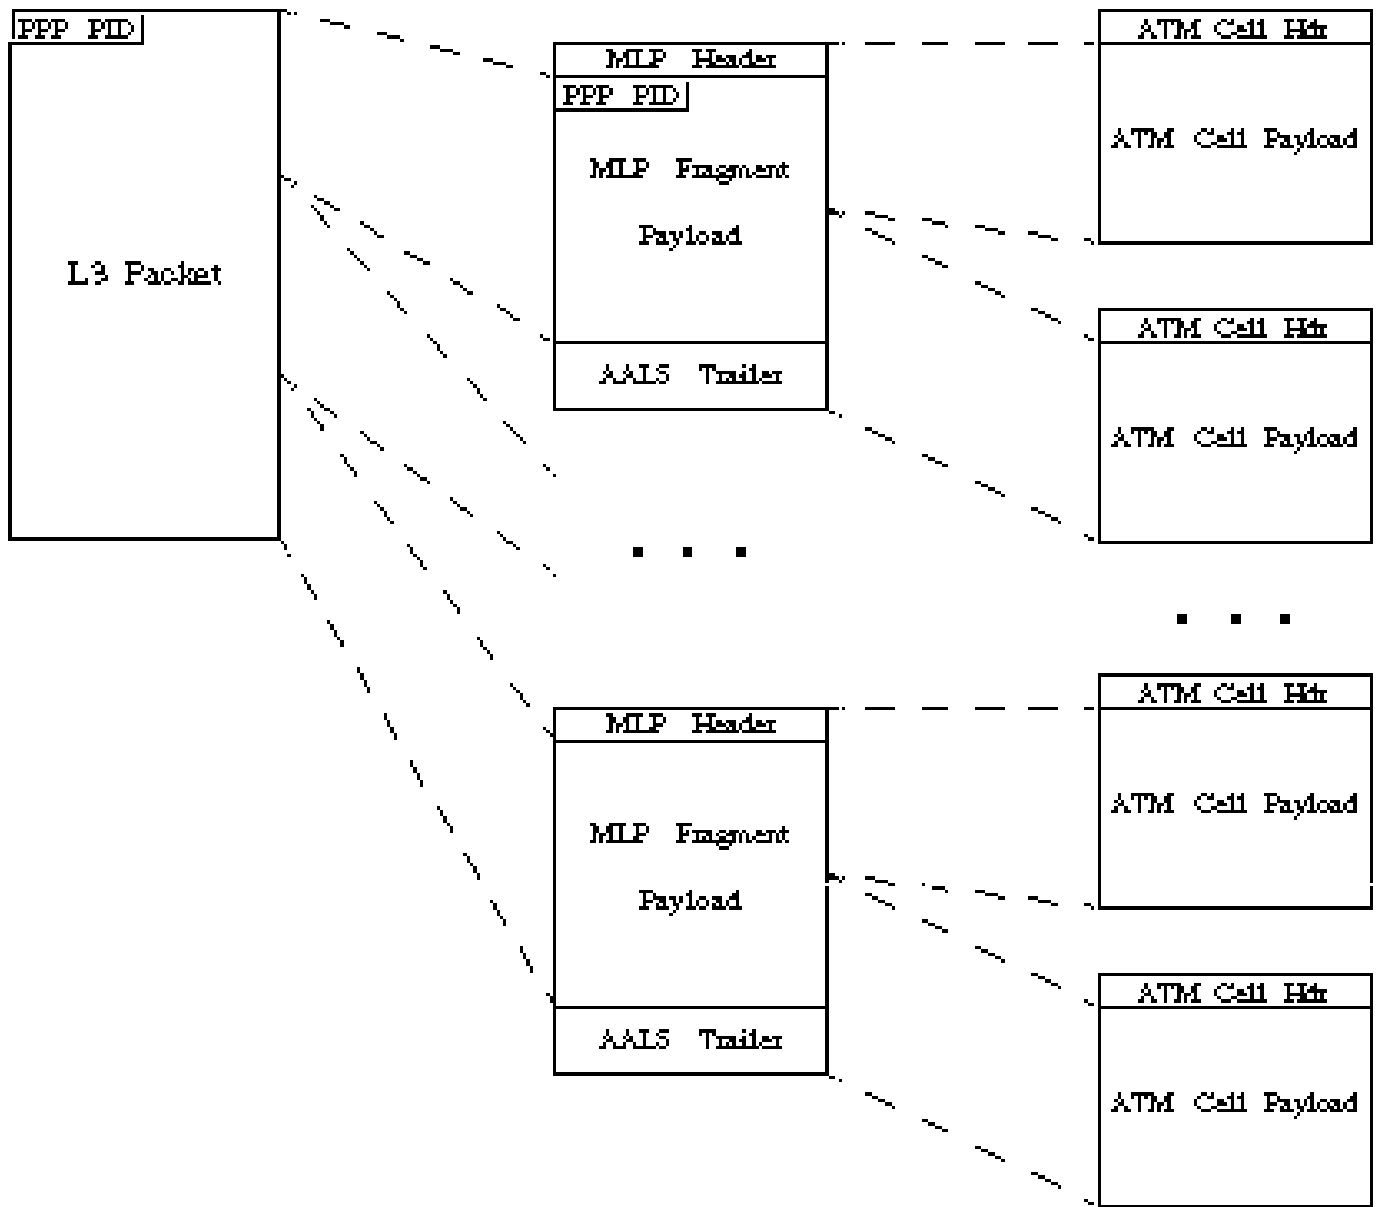 PPP PID
L3 Packet
MLP Header
PPP PID
MLP Fragment
Payload
AAL5 Trailer
. . .
MLP Header
MLP Fragment
Payload
AAL5 Trailer
ATM Cell Hdr
ATM Cell Payload
ATM Cell Hdr
ATM Cell Payload
. . .
ATM Cell Hdr
ATM Cell Payload
ATM Cell Hdr
ATM Cell Payload